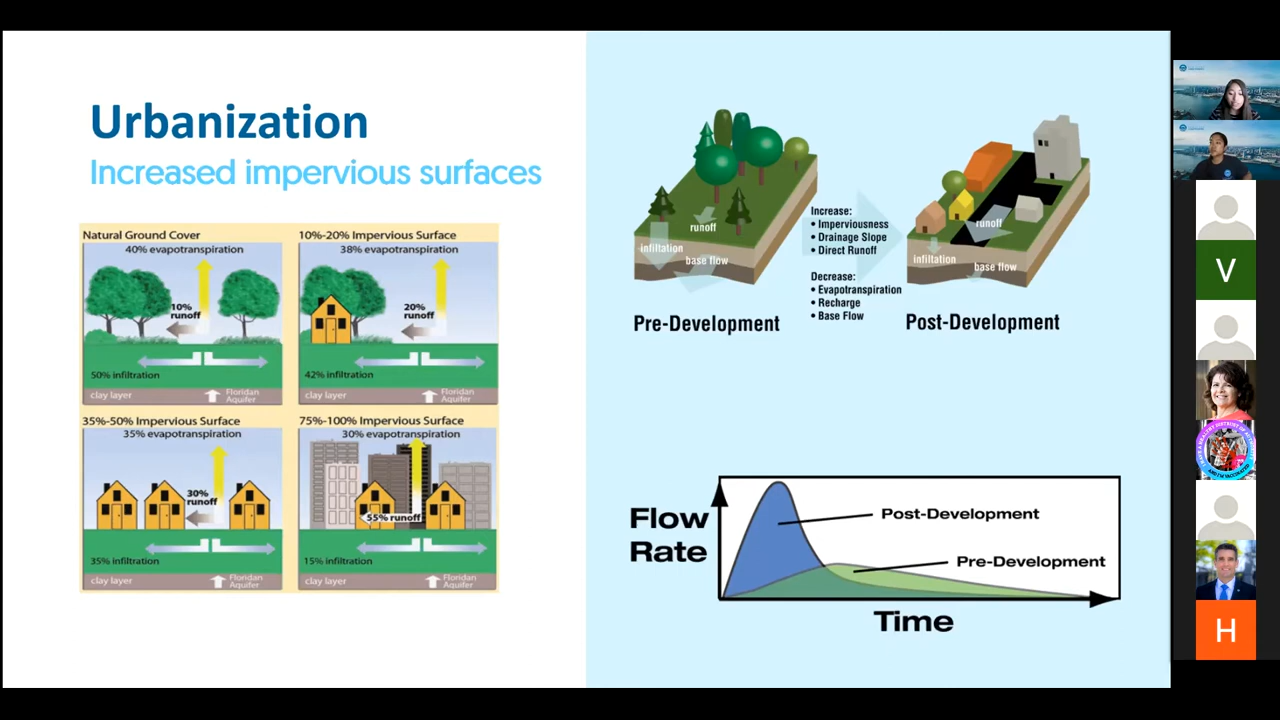 Urbanization
Increased impervious surfaces
Natural Ground Cover
40% evapotranspiration
10%
runoff
50% infiltration
clay layer
Floridan
Aquifer
10%-20% Impervious Surface
38% evapotranspiration
20%
runoff
42% infiltration
clay layer
Floridan
Aquifer
35%-50% Impervious Surface
35% evapotranspiration
30%
runoff
35% infiltration
clay layer
Floridan
Aquifer
75%-100% Impervious Surface
30% evapotranspiration
55% runoff
15% infiltration
clay layer
Floridan
Aquifer
runoff
infiltation
base flow
Pre-Development
Increase:
• Imperviousness
• Drainage Slope
• Direct Runoff
Decrease:
• Evapotranspiration
• Recharge
• Base Flow
runoff
infiltation
base flow
Post-Development
Flow
Rate
Post-Development
Pre-Development
Time
V
H